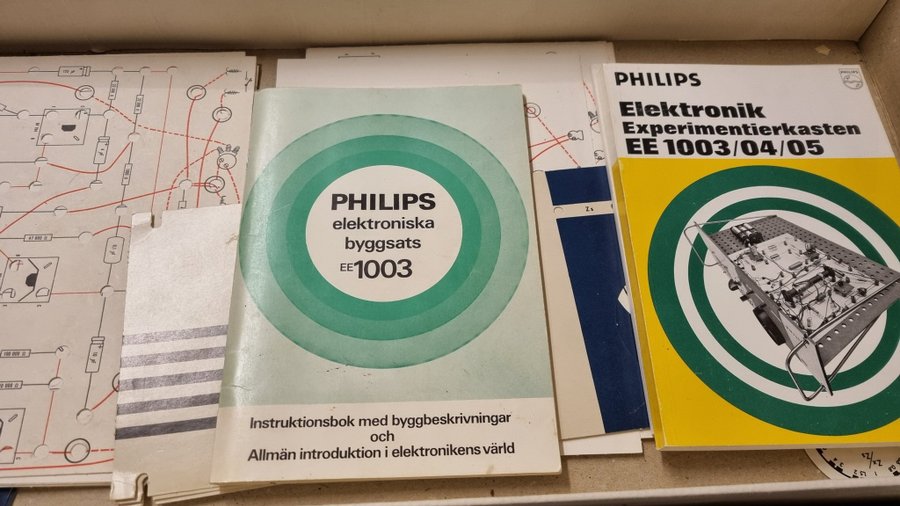 PHILIPS
elektroniska
byggsats
EE1003
Instruktionsbok med byggbeskrivningar
och
Allmän introduktion i elektronikens värld
PHILIPS
Elektronik
Experimentierkasten
EE 1003/04/05